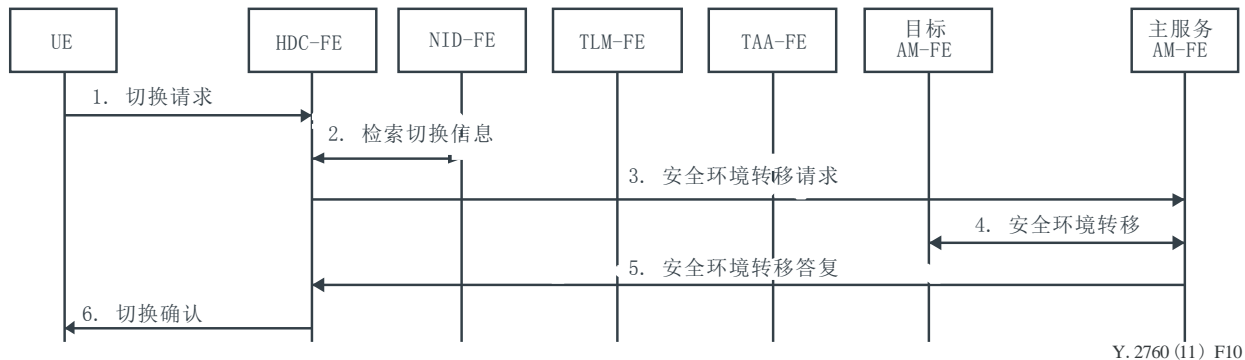 UE
HDC-FE
NID-FE
TLM-FE
TAA-FE
目标
AM-FE
主服务
AM-FE
1. 切换请求
2. 检索切换信息
3. 安全环境转移请求
4. 安全环境转移
5. 安全环境转移答复
6. 切换确认
Y.2760(11) F10